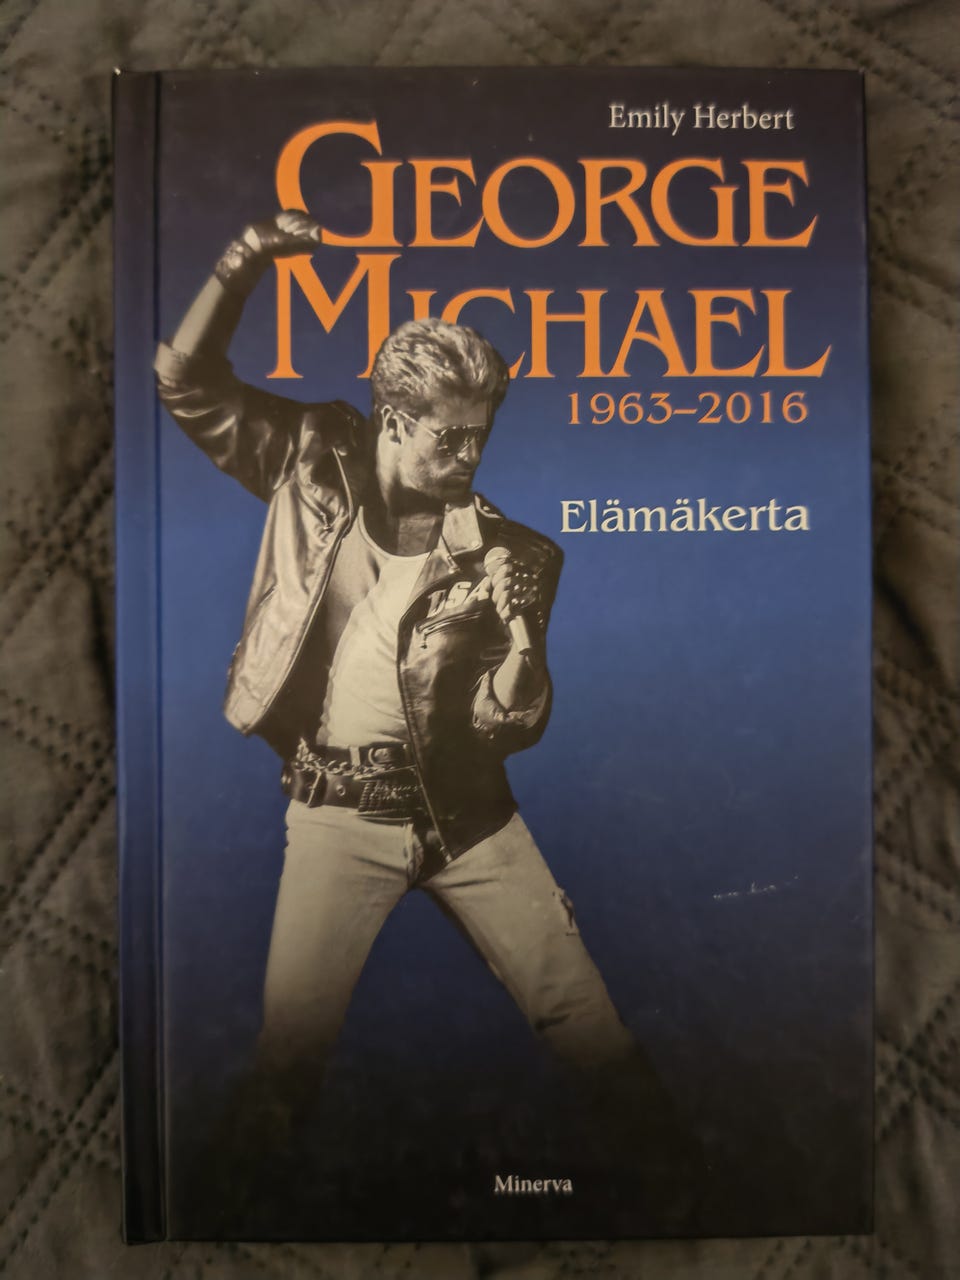 Emily Herbert
GEORGE
MICHAEL
1963–2016
Elämäkerta
USA
Minerva